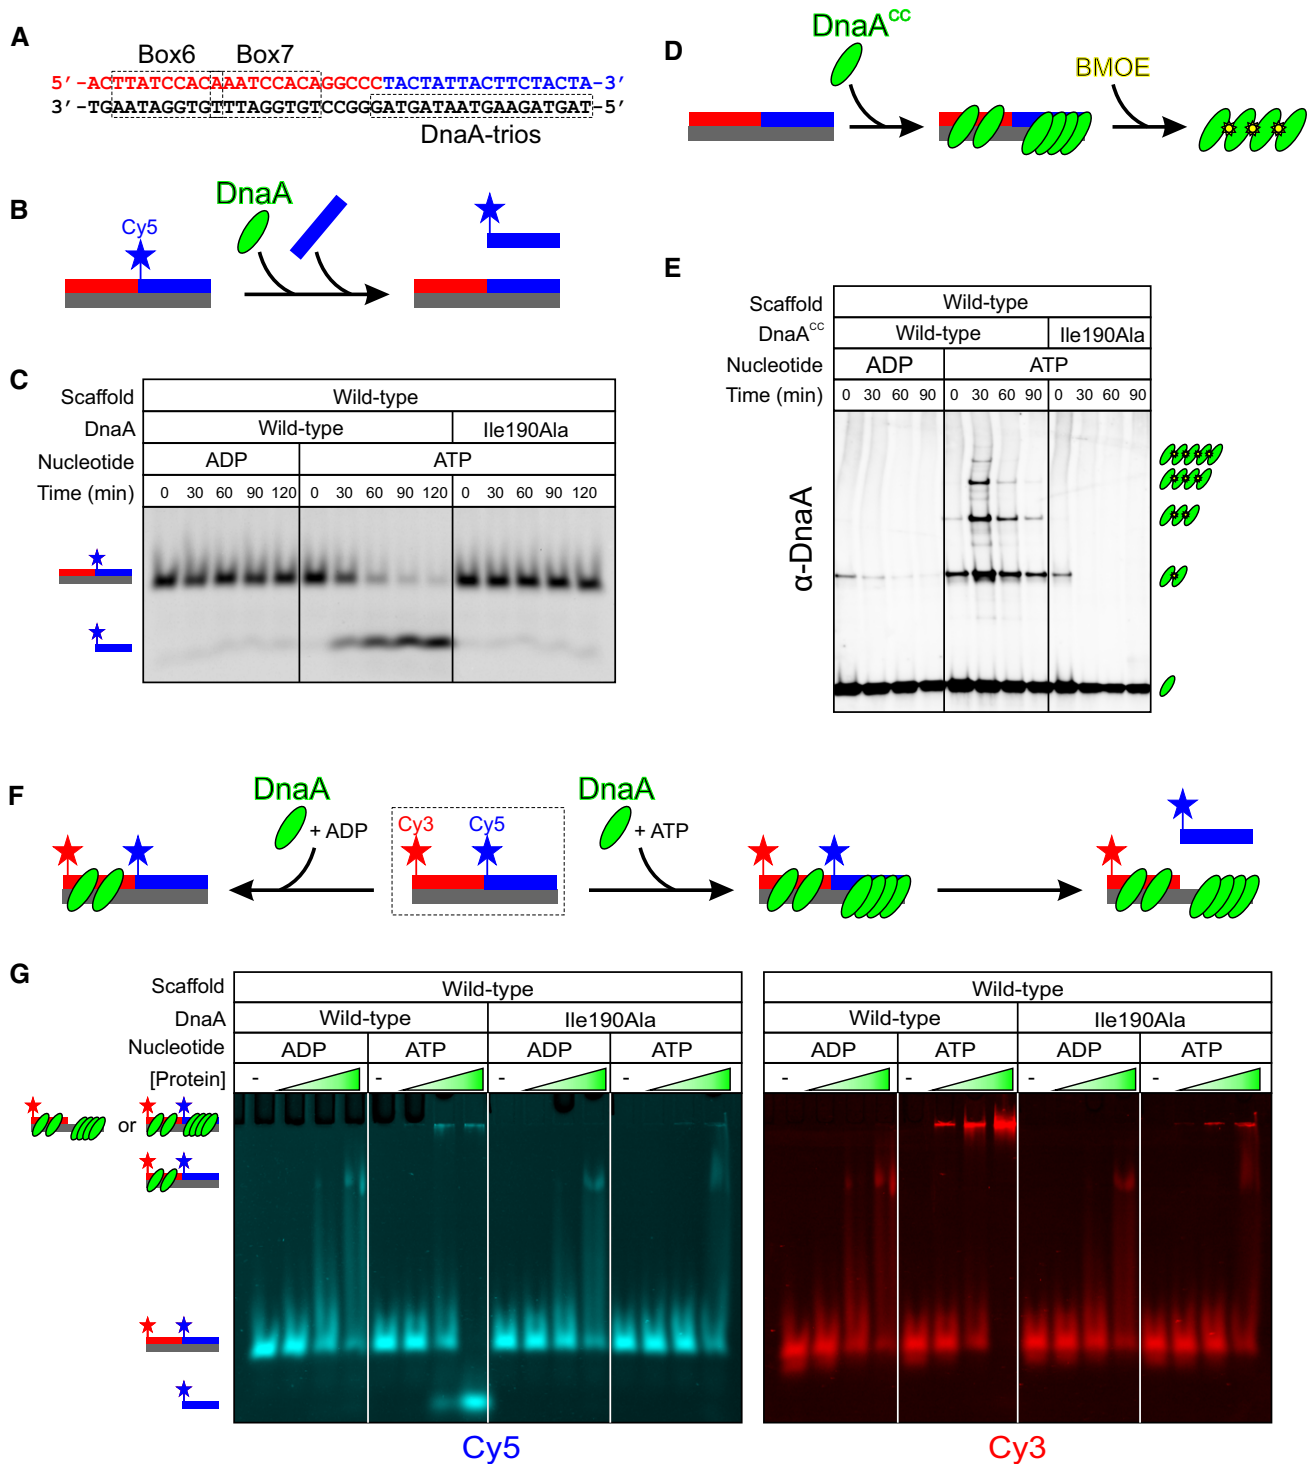 A
Box6 Box7
5′-ACTTATCCACAAATCCACAGGCCCTACTATTACTTCTACTA-3′
3′-TGAATAGGTGTTTAGGTGTCCGGGATGATAATGAAGATGAT-5′
DnaA-trios
B
DnaA
Cy5
C
Scaffold Wild-type
DnaA Wild-type Ile190Ala
Nucleotide ADP ATP
Time (min) 0 30 60 90 120 0 30 60 90 120 0 30 60 90 120
D
DnaACC
BMOE
E
Scaffold Wild-type
DnaACC Wild-type Ile190Ala
Nucleotide ADP ATP
Time (min) 0 30 60 90 0 30 60 90 0 30 60 90
α-DnaA
F
DnaA
+ ADP
Cy3 Cy5
DnaA
+ ATP
G
Scaffold Wild-type Wild-type
DnaA Wild-type Ile190Ala Wild-type Ile190Ala
Nucleotide ADP ATP ADP ATP ADP ATP ADP ATP
[Protein] - - - - - - - -
or
Cy5 Cy3